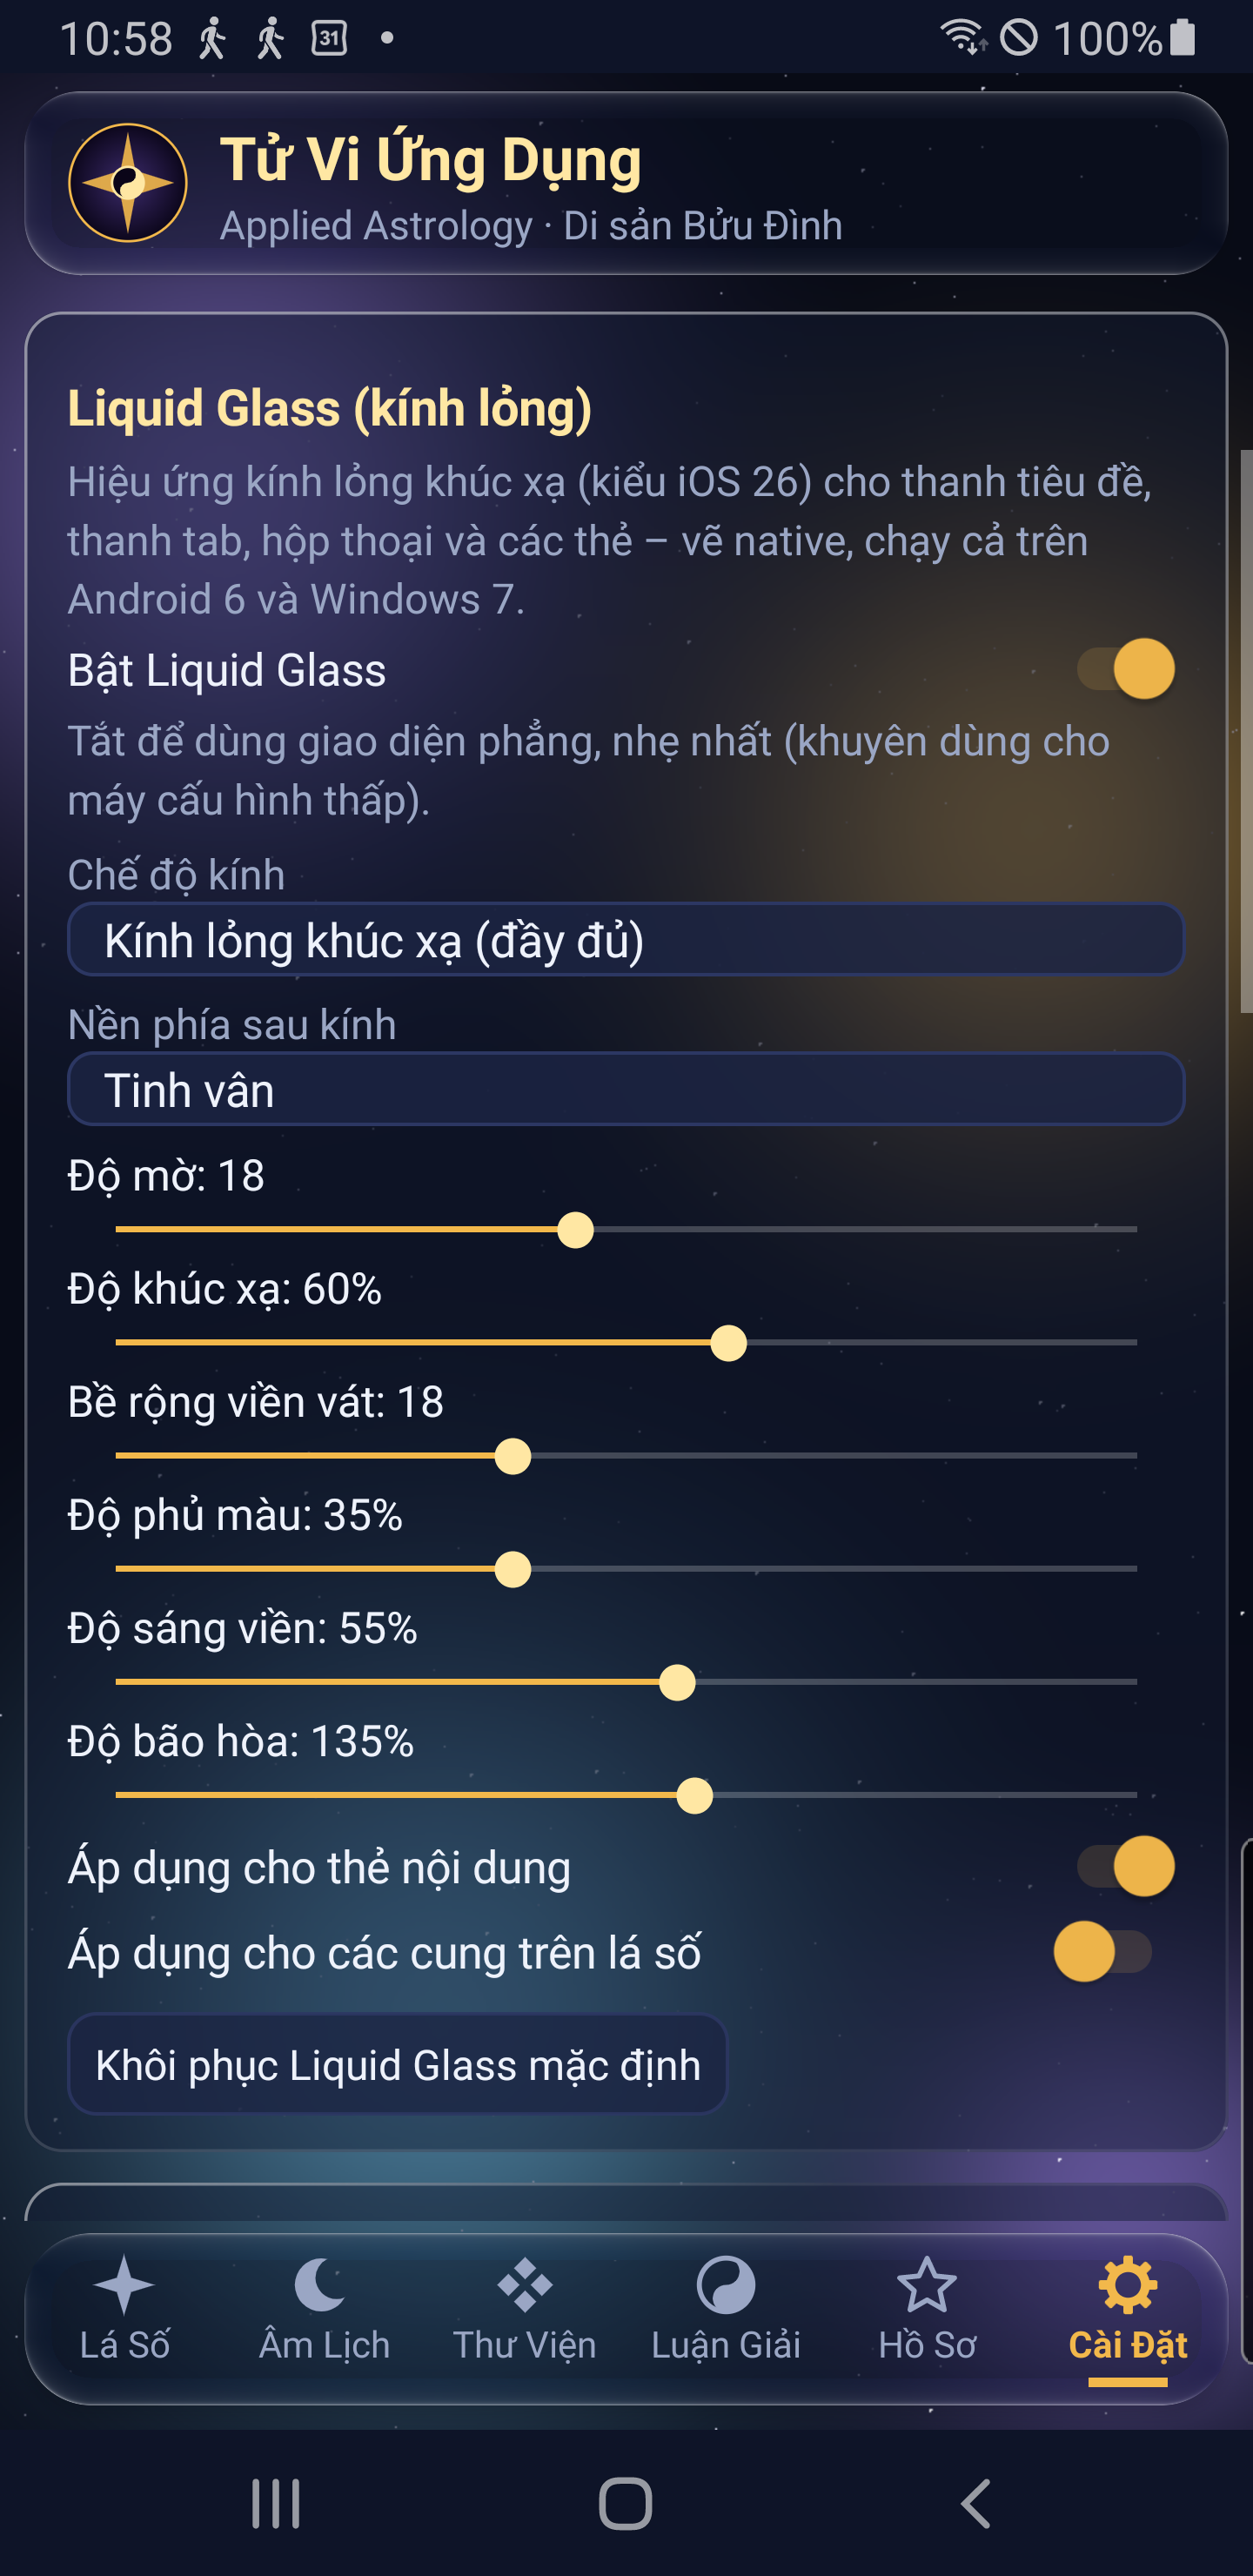 10:58
31
100%
Tử Vi Ứng Dụng
Applied Astrology · Di sản Bửu Đình
Liquid Glass (kính lỏng)
Hiệu ứng kính lỏng khúc xạ (kiểu iOS 26) cho thanh tiêu đề,
thanh tab, hộp thoại và các thẻ – vẽ native, chạy cả trên
Android 6 và Windows 7.
Bật Liquid Glass
Tắt để dùng giao diện phẳng, nhẹ nhất (khuyên dùng cho
máy cấu hình thấp).
Chế độ kính
Kính lỏng khúc xạ (đầy đủ)
Nền phía sau kính
Tinh vân
Độ mờ: 18
Độ khúc xạ: 60%
Bề rộng viền vát: 18
Độ phủ màu: 35%
Độ sáng viền: 55%
Độ bão hòa: 135%
Áp dụng cho thẻ nội dung
Áp dụng cho các cung trên lá số
Khôi phục Liquid Glass mặc định
Lá Số
Âm Lịch
Thư Viện
Luận Giải
Hồ Sơ
Cài Đặt